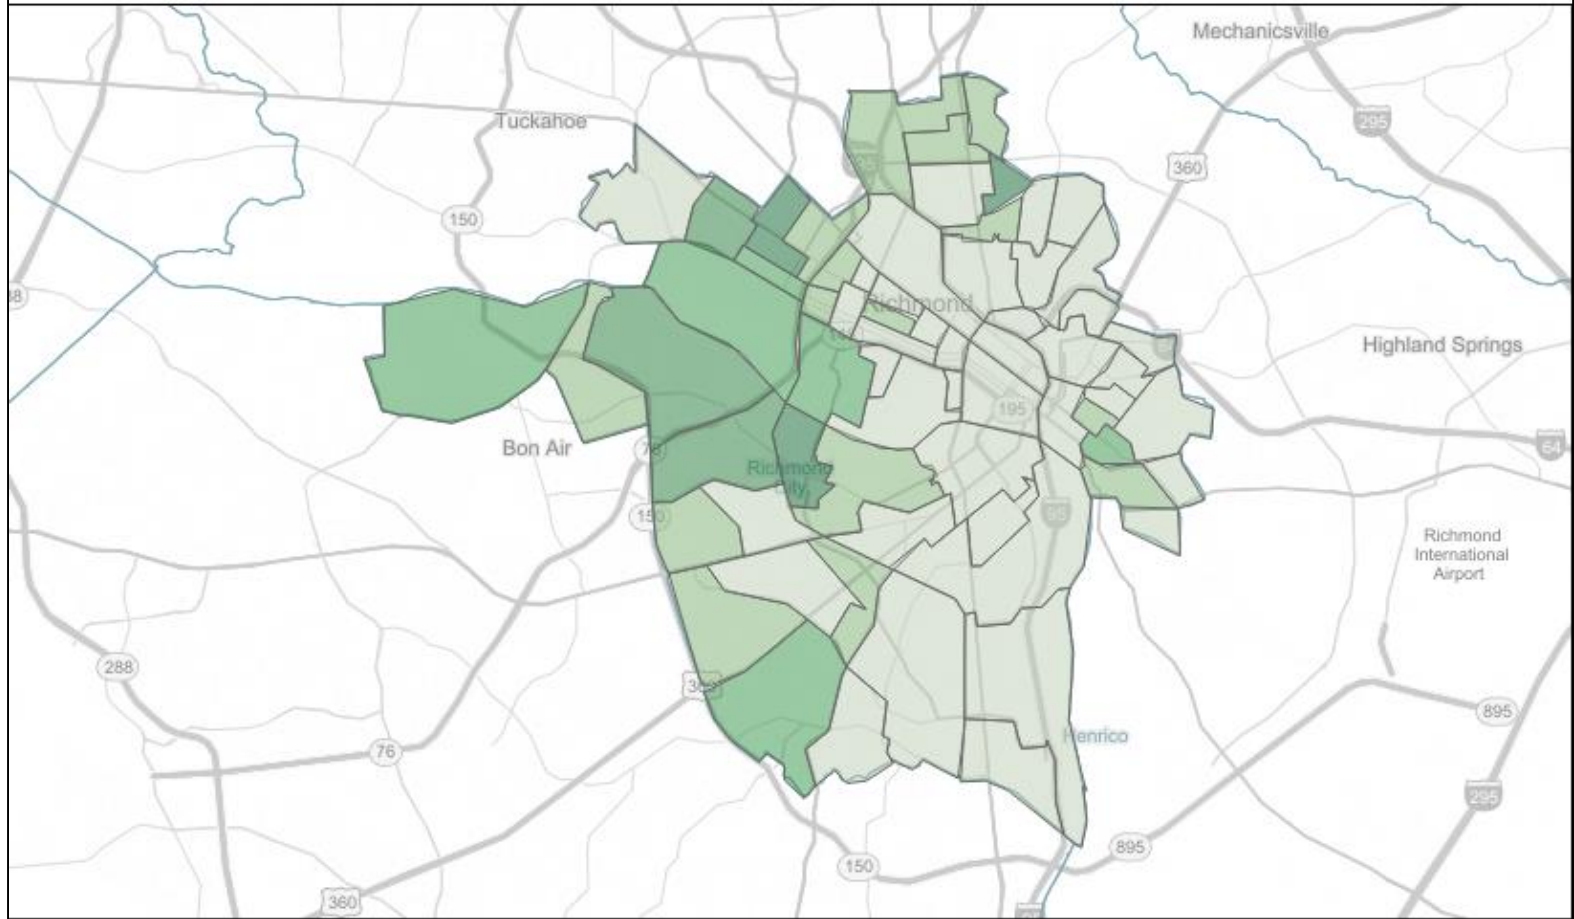 Mechanicsville
Tuckahoe
295
360
150
Richmond
Highland Springs
195
Bon Air
76
64
Richmond
City
150
95
Richmond
International
Airport
288
360
895
Henrico
76
295
895
150
360